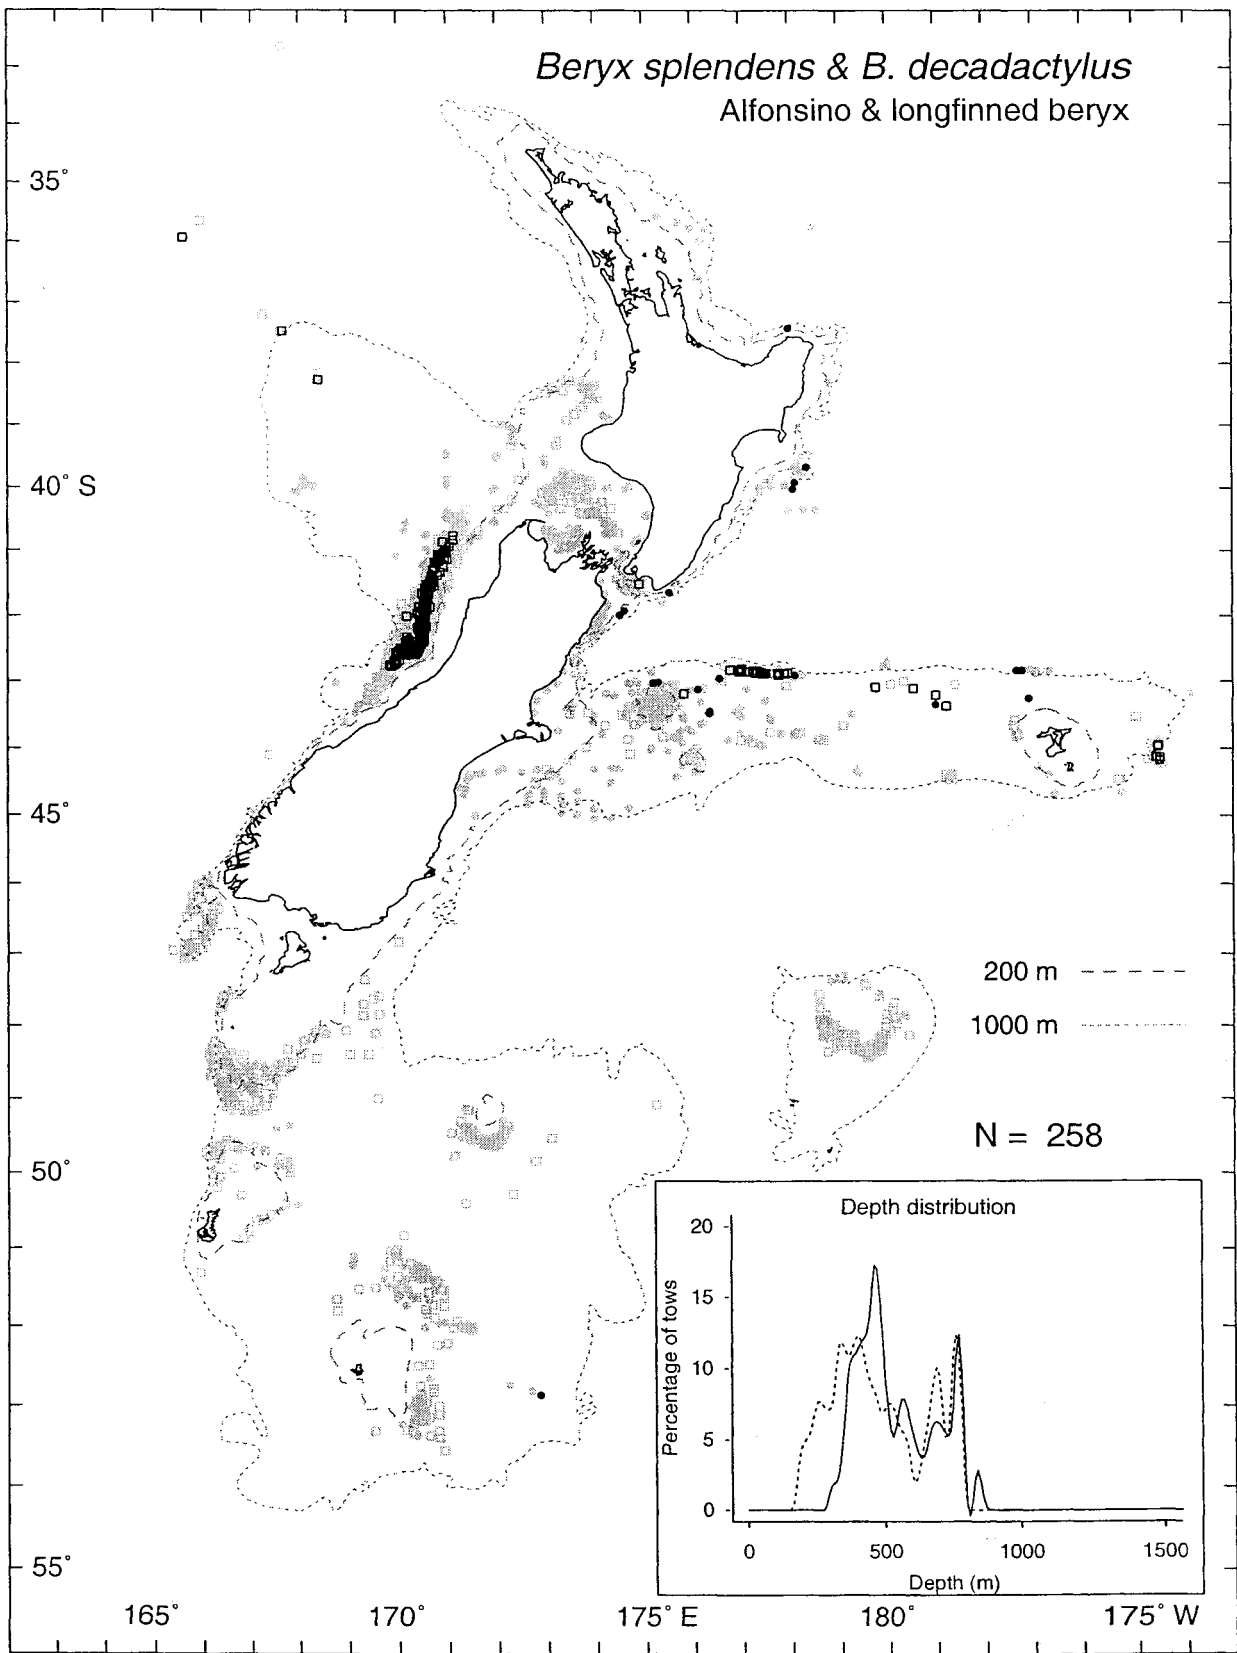 Beryx splendens & B. decadactylus
Alfonsino & longfinned beryx
35°
40° S
45°
50°
55°
200 m
1000 m
N = 258
Depth distribution
Percentage of tows
20
15
10
5
0
0 500 1000 1500
Depth (m)
165° 170° 175° E 180° 175° W